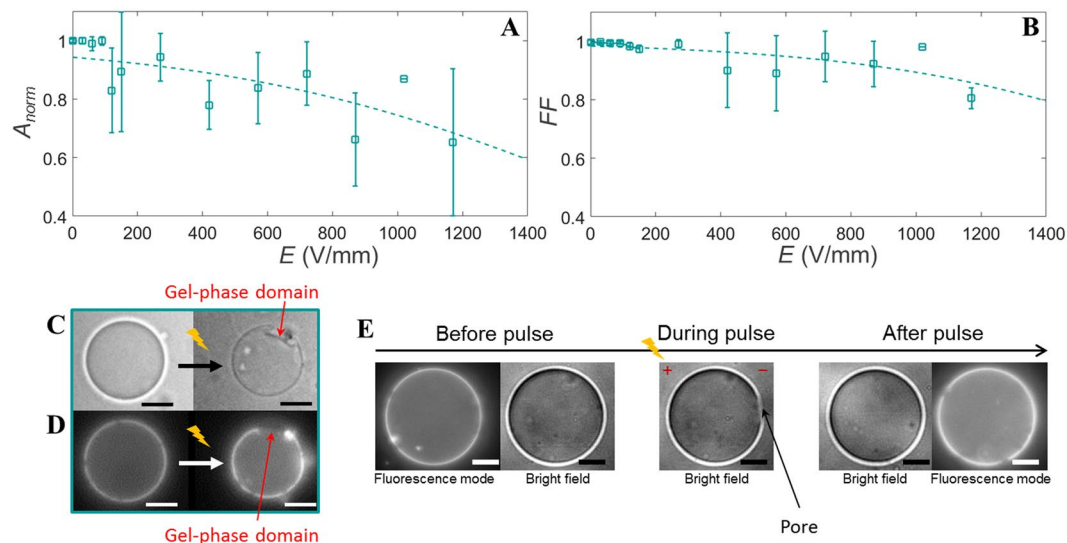 A
1
0.8
0.6
0.4
A_norm
0 200 400 600 800 1000 1200 1400
E (V/mm)
B
1
0.8
0.6
0.4
FF
0 200 400 600 800 1000 1200 1400
E (V/mm)
Gel-phase domain
C
D
Gel-phase domain
E
Before pulse During pulse After pulse
+ −
Fluorescence mode Bright field Bright field Bright field Fluorescence mode
Pore